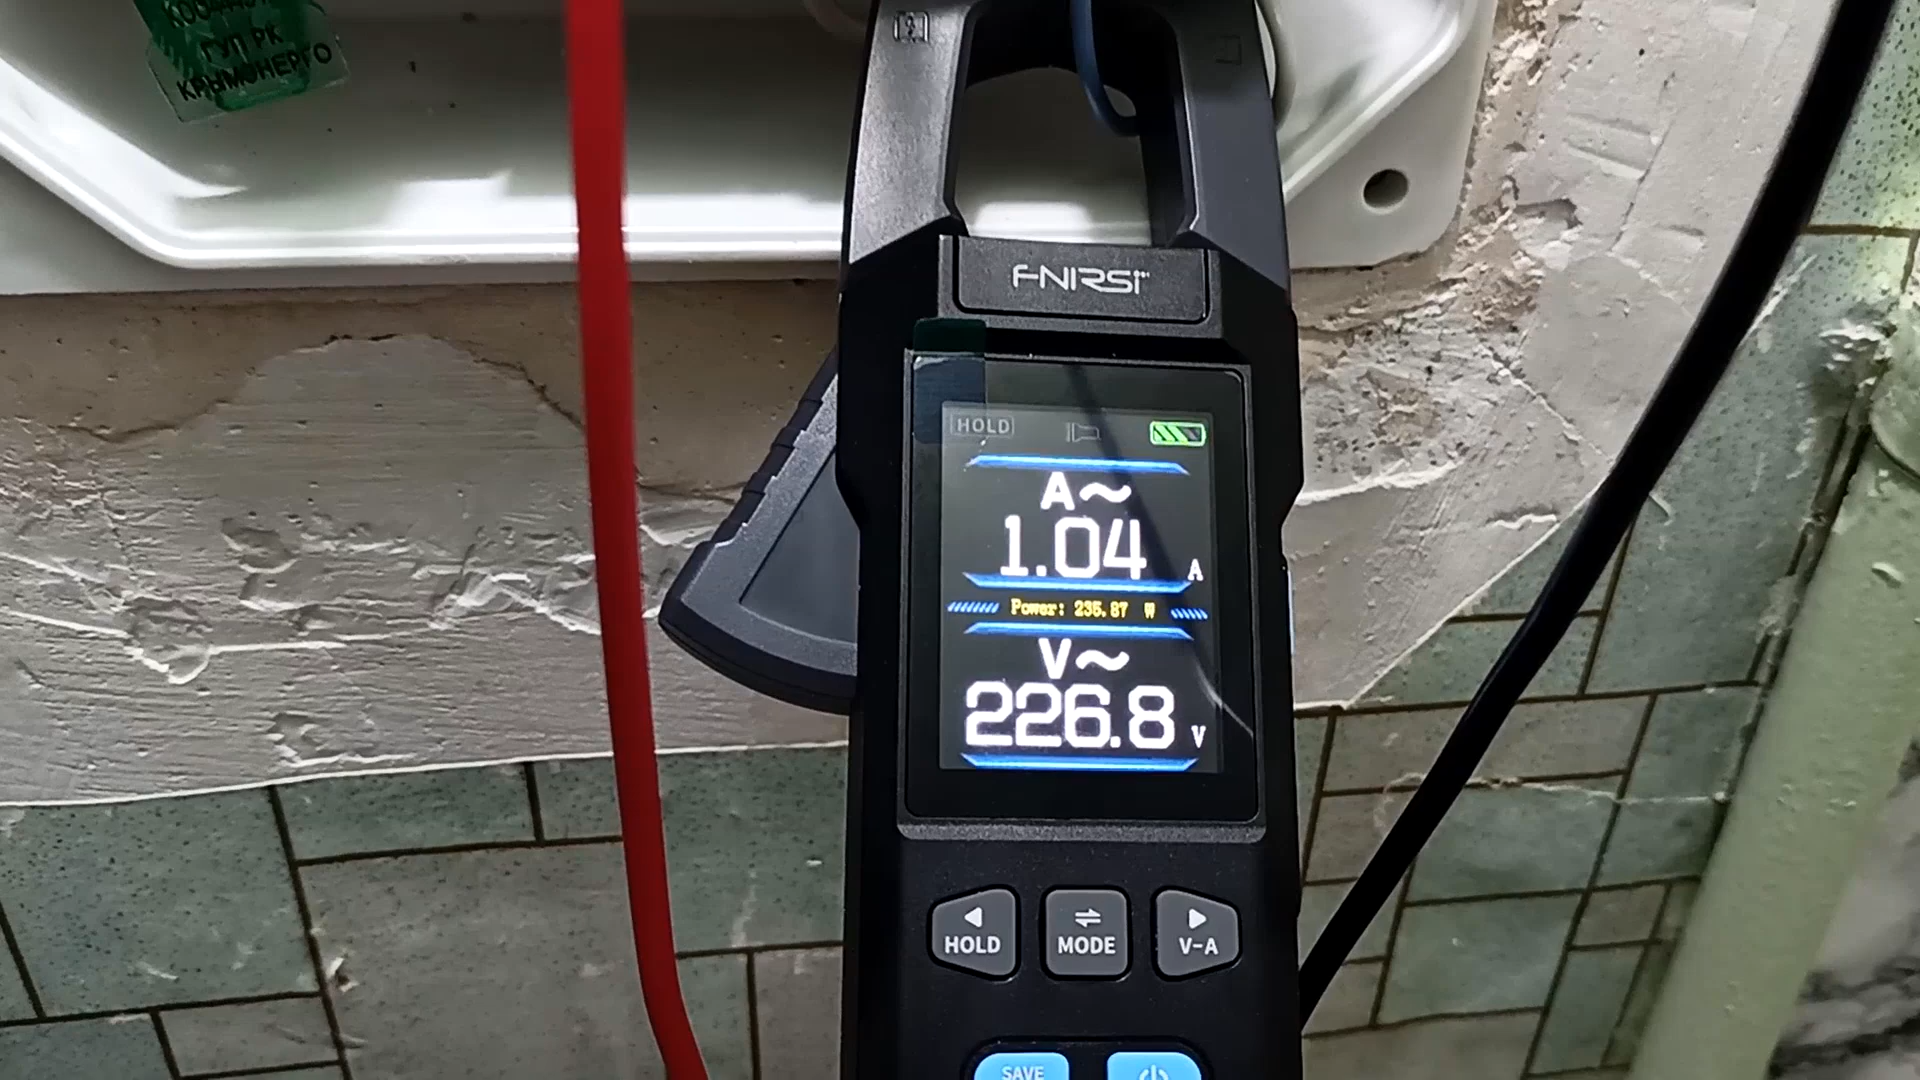 ГУП РК
КРЫМЭНЕРГО
FNIRSI
HOLD
A~
1.04 A
Power: 235.87 W
V~
226.8 V
HOLD
MODE
V-A
SAVE